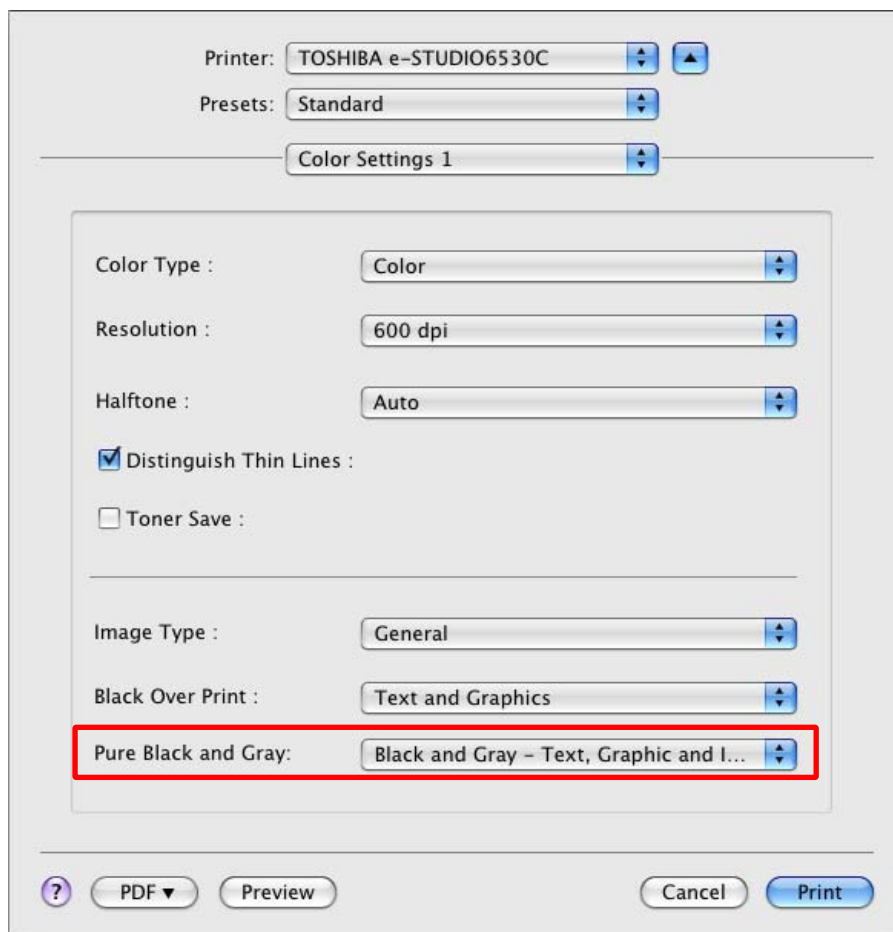 Printer: TOSHIBA e-STUDIO6530C
Presets: Standard
Color Settings 1
Color Type : Color
Resolution : 600 dpi
Halftone : Auto
Distinguish Thin Lines :
Toner Save :
Image Type : General
Black Over Print : Text and Graphics
Pure Black and Gray: Black and Gray – Text, Graphic and I...
? PDF▼ Preview Cancel Print